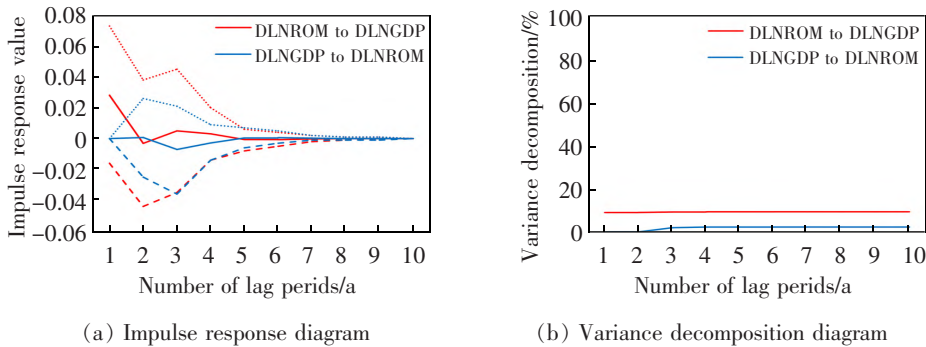 Impulse response value
0.08
0.06
0.04
0.02
0
−0.02
−0.04
−0.06
DLNROM to DLNGDP
DLNGDP to DLNROM
1 2 3 4 5 6 7 8 9 10
Number of lag perids/a
(a) Impulse response diagram
Variance decomposition/%
100
80
60
40
20
0
DLNROM to DLNGDP
DLNGDP to DLNROM
1 2 3 4 5 6 7 8 9 10
Number of lag perids/a
(b) Variance decomposition diagram